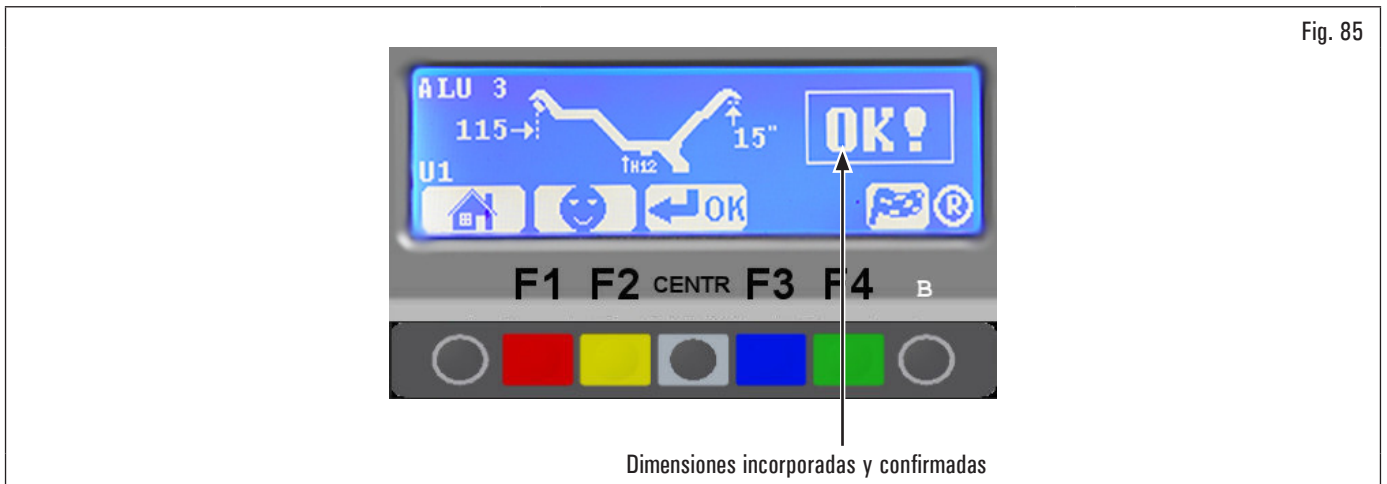 Fig. 85
ALU 3
115 15" OK!
H12
U1
OK ®
F1 F2 CENTR F3 F4 B
Dimensiones incorporadas y confirmadas